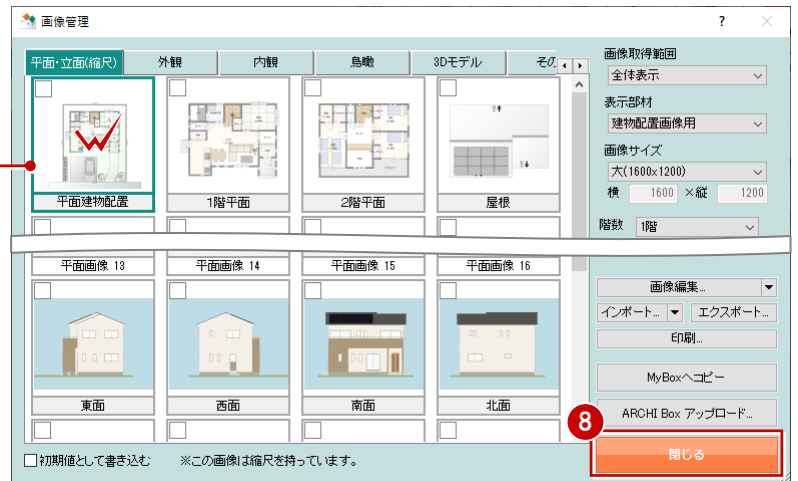 画像管理
?
平面・立面(縮尺) 外観 内観 鳥瞰 3Dモデル その
平面建物配置 1階平面 2階平面 屋根
平面画像 13 平面画像 14 平面画像 15 平面画像 16
東面 西面 南面 北面
初期値として書き込む ※この画像は縮尺を持っています。
画像取得範囲
全体表示
表示部材
建物配置画像用
画像サイズ
大(1600x1200)
横 1600 ×縦 1200
階数 1階
画像編集...
インポート... エクスポート...
印刷...
MyBoxへコピー
ARCHI Box アップロード...
8
閉じる